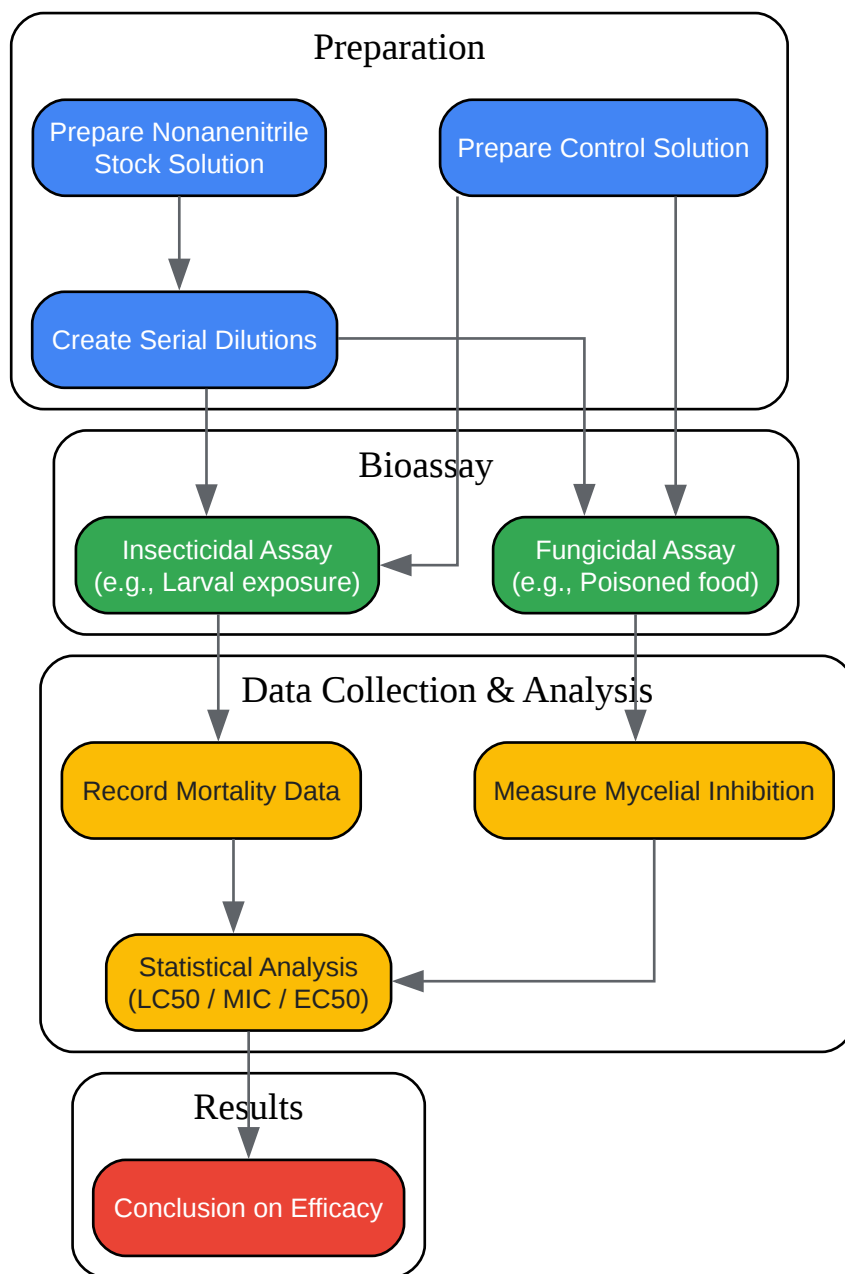 Preparation
Prepare Nonanenitrile
Stock Solution
Prepare Control Solution
Create Serial Dilutions
Bioassay
Insecticidal Assay
(e.g., Larval exposure)
Fungicidal Assay
(e.g., Poisoned food)
Data Collection & Analysis
Record Mortality Data
Measure Mycelial Inhibition
Statistical Analysis
(LC50 / MIC / EC50)
Results
Conclusion on Efficacy